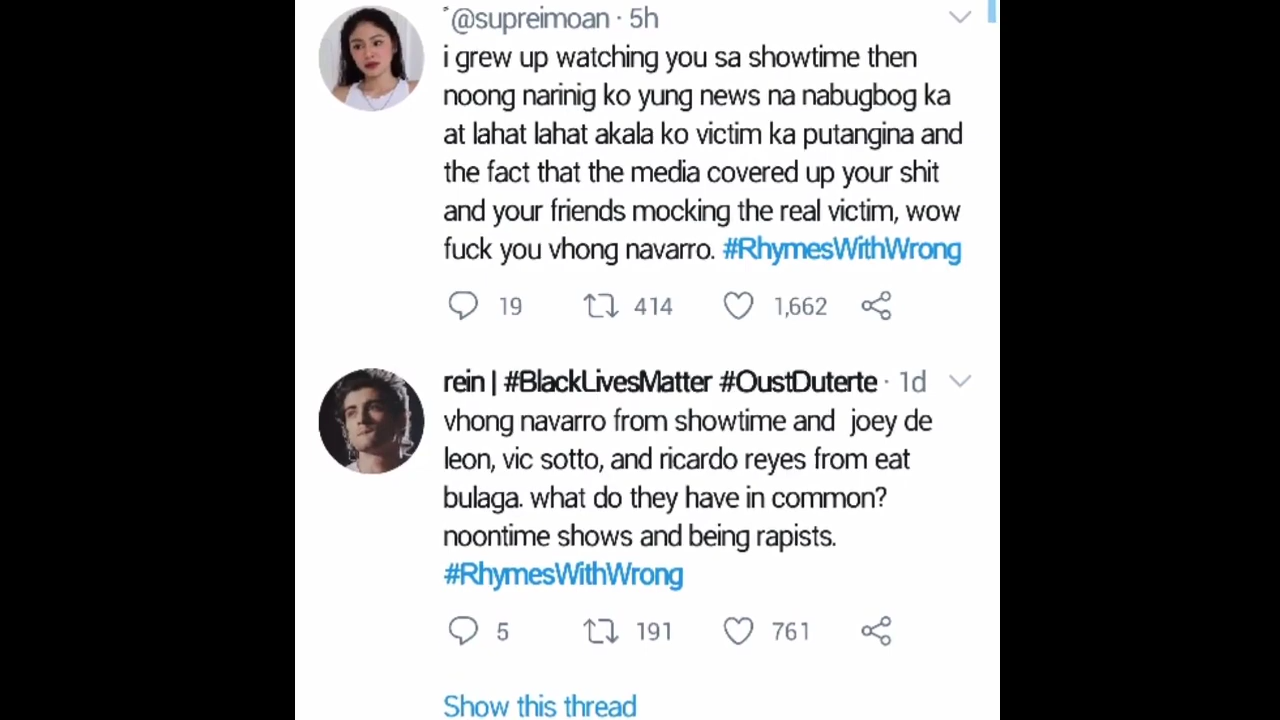 @supreimoan · 5h
i grew up watching you sa showtime then
noong narinig ko yung news na nabugbog ka
at lahat lahat akala ko victim ka putangina and
the fact that the media covered up your shit
and your friends mocking the real victim, wow
fuck you vhong navarro. #RhymesWithWrong
19 414 1,662
rein | #BlackLivesMatter #OustDuterte · 1d
vhong navarro from showtime and joey de
leon, vic sotto, and ricardo reyes from eat
bulaga. what do they have in common?
noontime shows and being rapists.
#RhymesWithWrong
5 191 761
Show this thread